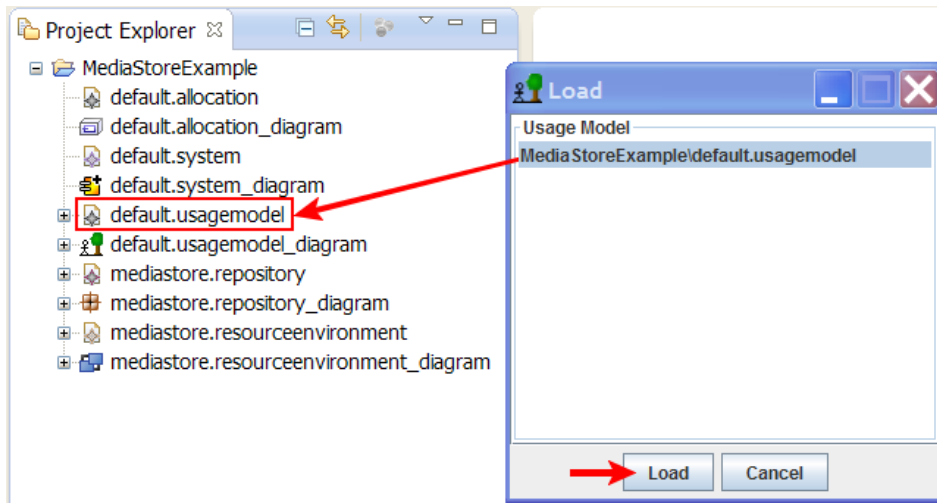 Project Explorer
MediaStoreExample
default.allocation
default.allocation_diagram
default.system
default.system_diagram
default.usagemodel
default.usagemodel_diagram
mediastore.repository
mediastore.repository_diagram
mediastore.resourceenvironment
mediastore.resourceenvironment_diagram
Load
Usage Model
MediaStoreExample\default.usagemodel
Load
Cancel